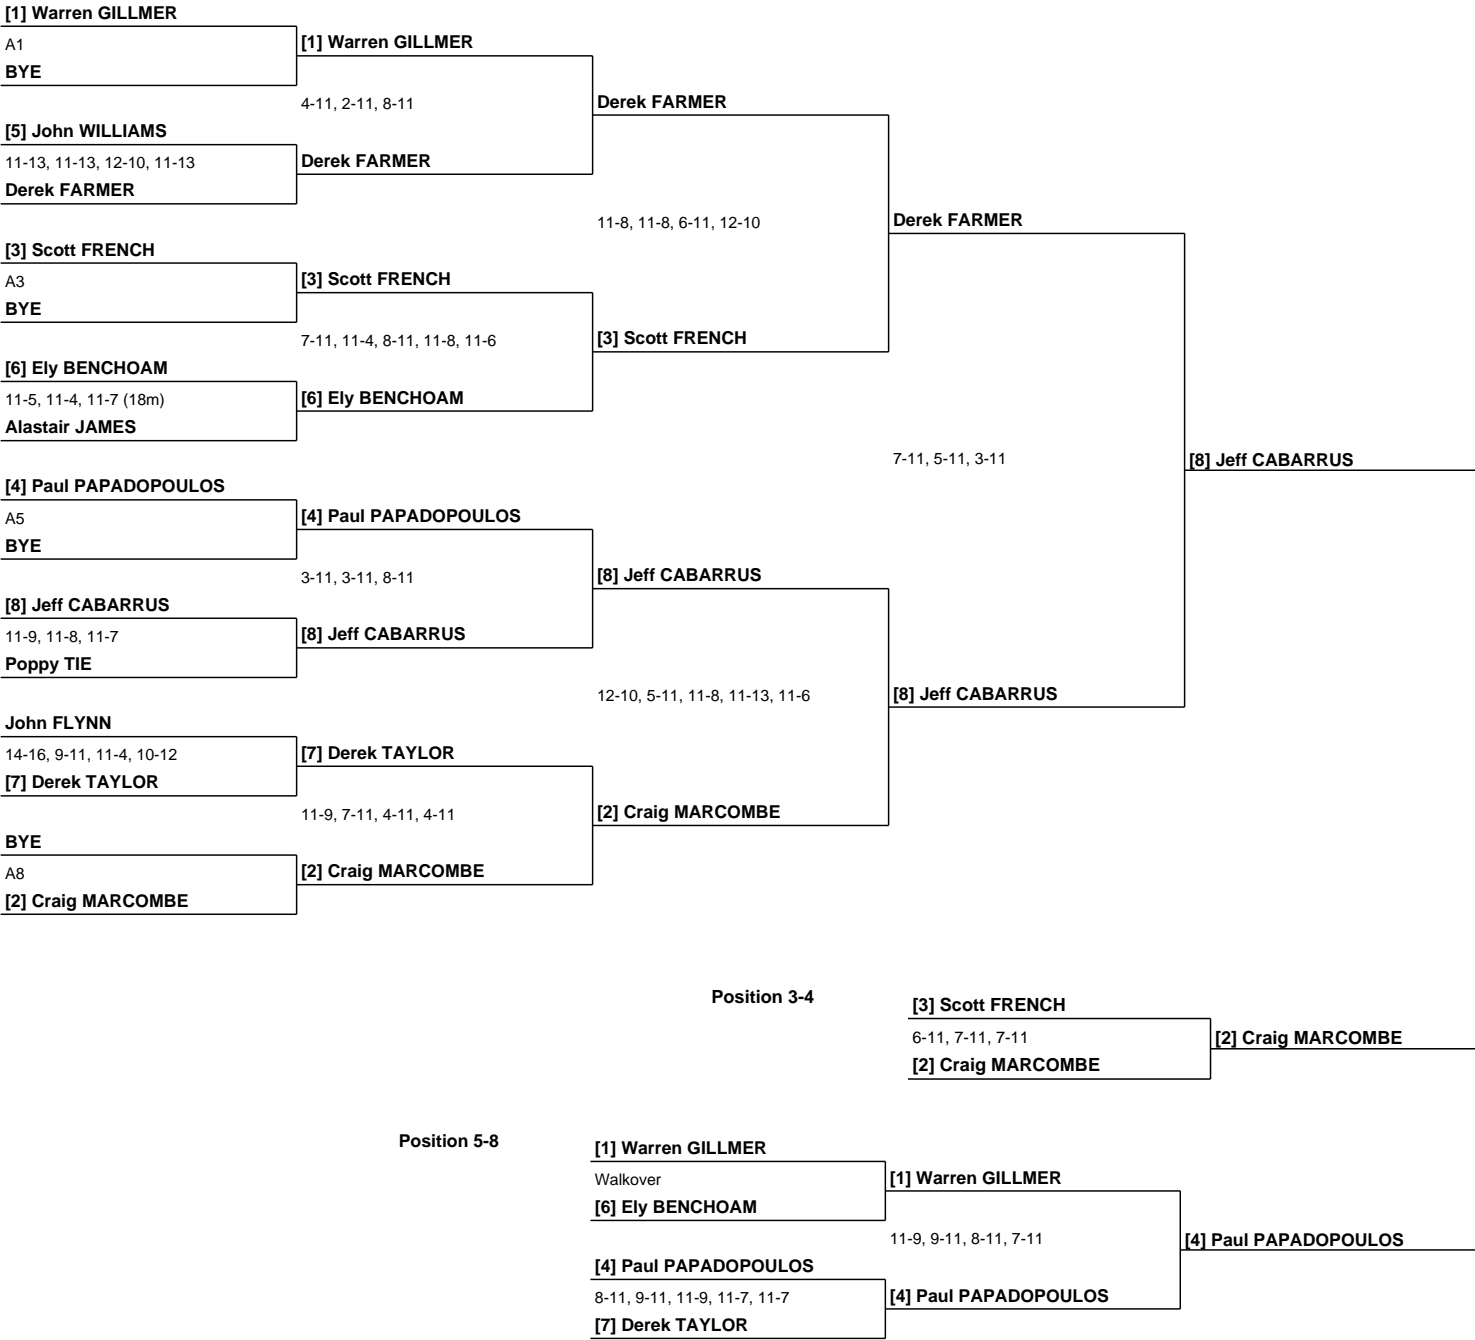 [1] Warren GILLMER
A1
[1] Warren GILLMER
BYE
4-11, 2-11, 8-11
Derek FARMER
[5] John WILLIAMS
11-13, 11-13, 12-10, 11-13
Derek FARMER
Derek FARMER
11-8, 11-8, 6-11, 12-10
Derek FARMER
[3] Scott FRENCH
A3
[3] Scott FRENCH
BYE
7-11, 11-4, 8-11, 11-8, 11-6
[3] Scott FRENCH
[6] Ely BENCHOAM
11-5, 11-4, 11-7 (18m)
[6] Ely BENCHOAM
Alastair JAMES
7-11, 5-11, 3-11
[8] Jeff CABARRUS
[4] Paul PAPADOPOULOS
A5
[4] Paul PAPADOPOULOS
BYE
3-11, 3-11, 8-11
[8] Jeff CABARRUS
[8] Jeff CABARRUS
11-9, 11-8, 11-7
[8] Jeff CABARRUS
Poppy TIE
12-10, 5-11, 11-8, 11-13, 11-6
[8] Jeff CABARRUS
John FLYNN
14-16, 9-11, 11-4, 10-12
[7] Derek TAYLOR
[7] Derek TAYLOR
11-9, 7-11, 4-11, 4-11
[2] Craig MARCOMBE
BYE
A8
[2] Craig MARCOMBE
[2] Craig MARCOMBE
Position 3-4
[3] Scott FRENCH
6-11, 7-11, 7-11
[2] Craig MARCOMBE
[2] Craig MARCOMBE
Position 5-8
[1] Warren GILLMER
Walkover
[1] Warren GILLMER
[6] Ely BENCHOAM
11-9, 9-11, 8-11, 7-11
[4] Paul PAPADOPOULOS
[4] Paul PAPADOPOULOS
8-11, 9-11, 11-9, 11-7, 11-7
[4] Paul PAPADOPOULOS
[7] Derek TAYLOR